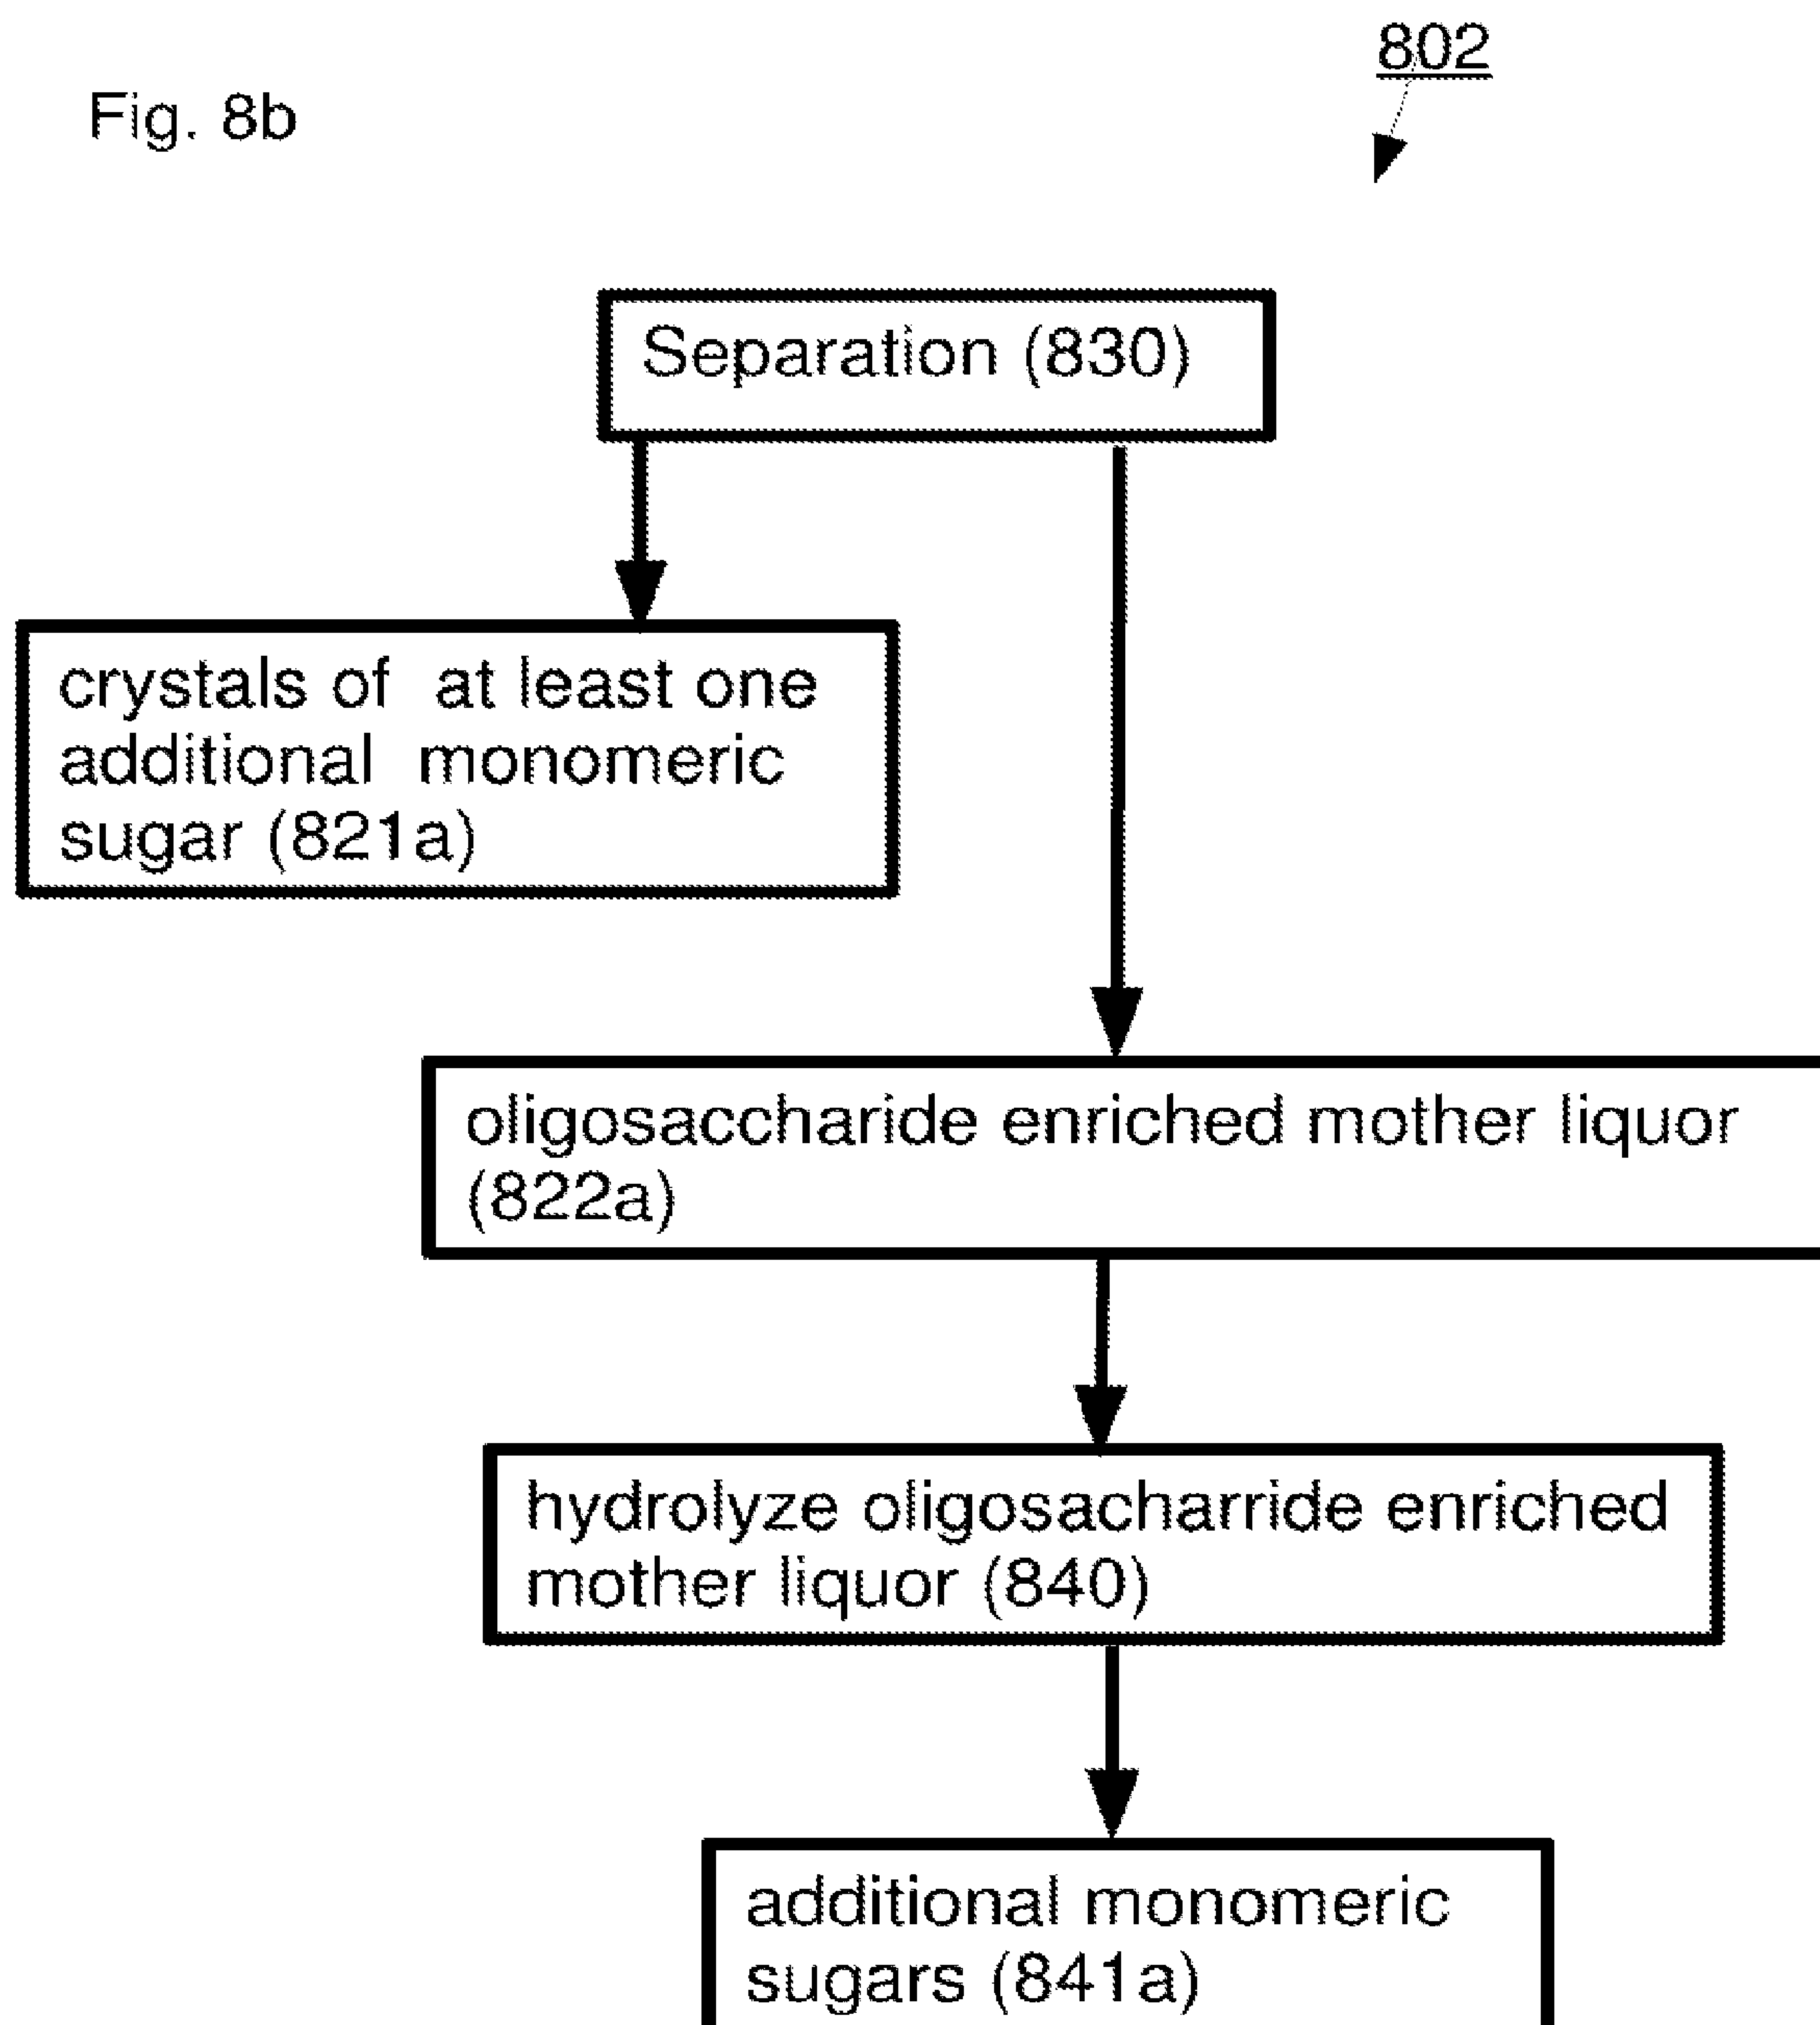 802
Fig. 8b
Separation (830)
crystals of at least one
additional monomeric
sugar (821a)
oligosaccharide enriched mother liquor
(822a)
hydrolyze oligosacharride enriched
mother liquor (840)
additional monomeric
sugars (841a)